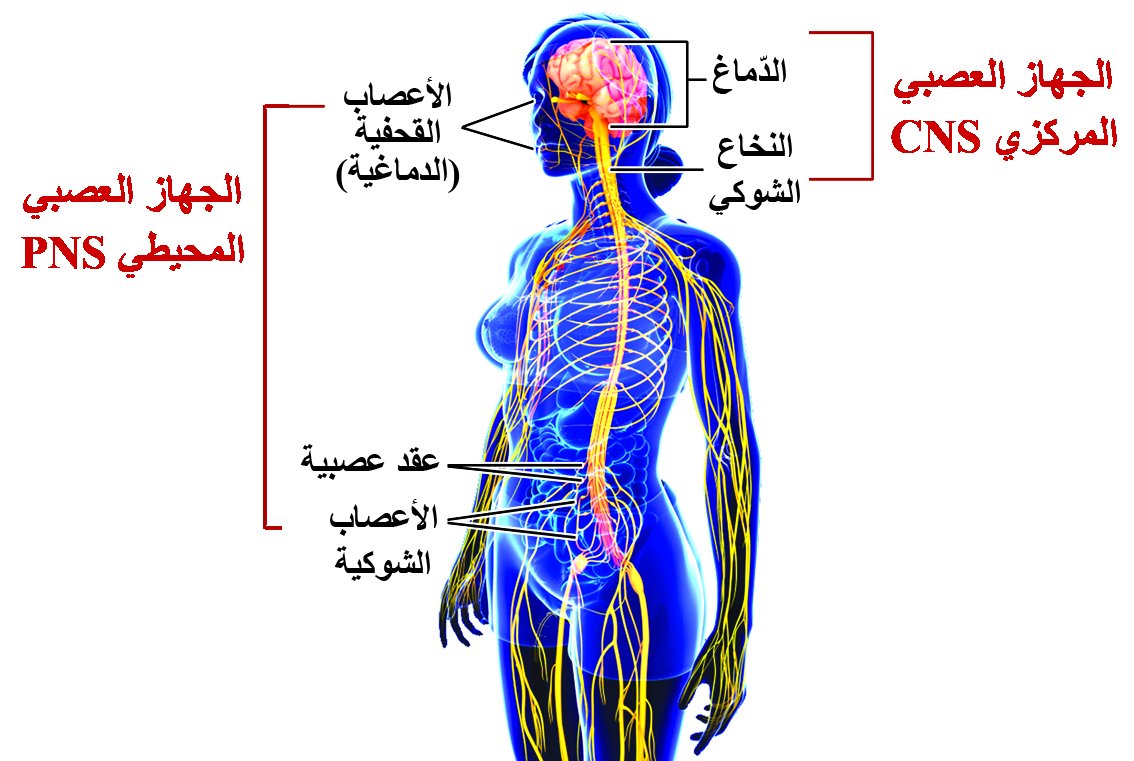 الجهاز العصبي
المركزي CNS
الدّماغ
النخاع
الشوكي
الأعصاب
القحفية
(الدماغية)
الجهاز العصبي
المحيطي PNS
عقد عصبية
الأعصاب
الشوكية